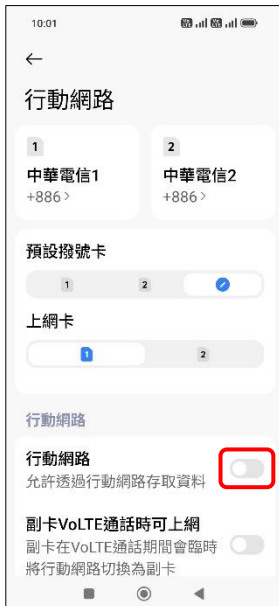 10:01
行動網路
1
2
中華電信1
中華電信2
+886
+886
預設撥號卡
1
2
上網卡
1
2
行動網路
行動網路
允許透過行動網路存取資料
副卡VoLTE通話時可上網
副卡在VoLTE通話期間會臨時
將行動網路切換為副卡